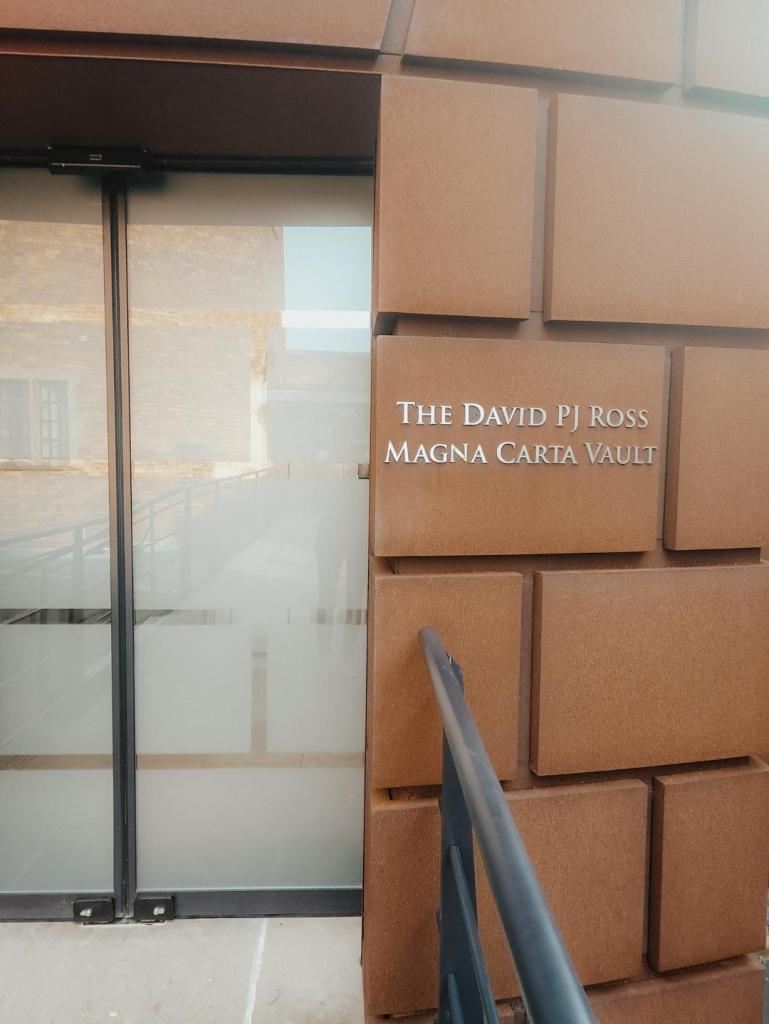 The David PJ Ross
Magna Carta Vault